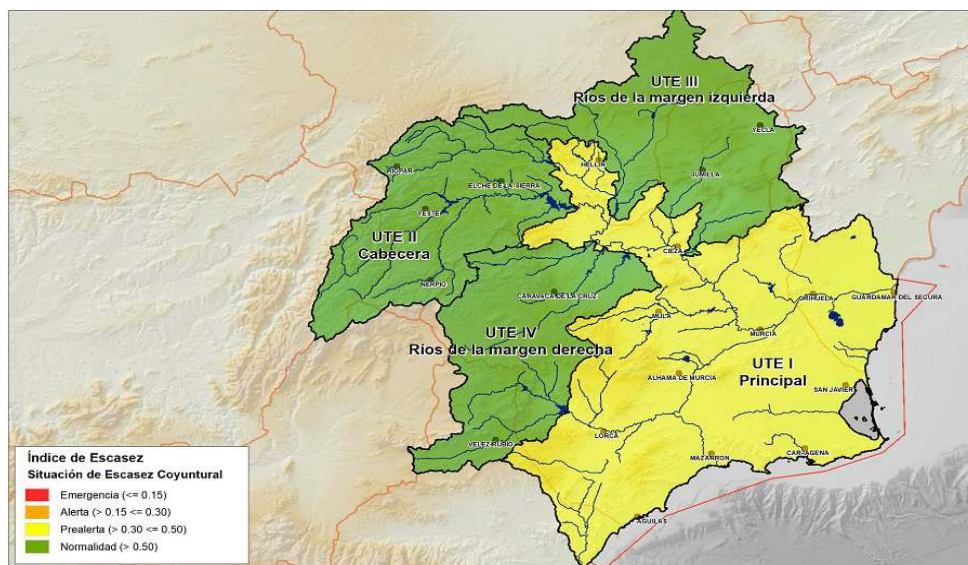 UTE III
Ríos de la margen izquierda
YECLA
HELLIN
RIOPAR
JUMILLA
ELCHE DE LA SIERRA
YESTE
UTE II
Cabecera
CIEZA
NERPIO
CARAVACA DE LA CRUZ
ORIHUELA
GUARDAMAR DEL SEGURA
MULA
MURCIA
UTE IV
Ríos de la margen derecha
UTE I
Principal
ALHAMA DE MURCIA
SAN JAVIER
LORCA
VELEZ RUBIO
MAZARRON
CARTAGENA
AGUILAS
Índice de Escasez
Situación de Escasez Coyuntural
Emergencia (<= 0.15)
Alerta (> 0.15 <= 0.30)
Prealerta (> 0.30 <= 0.50)
Normalidad (> 0.50)